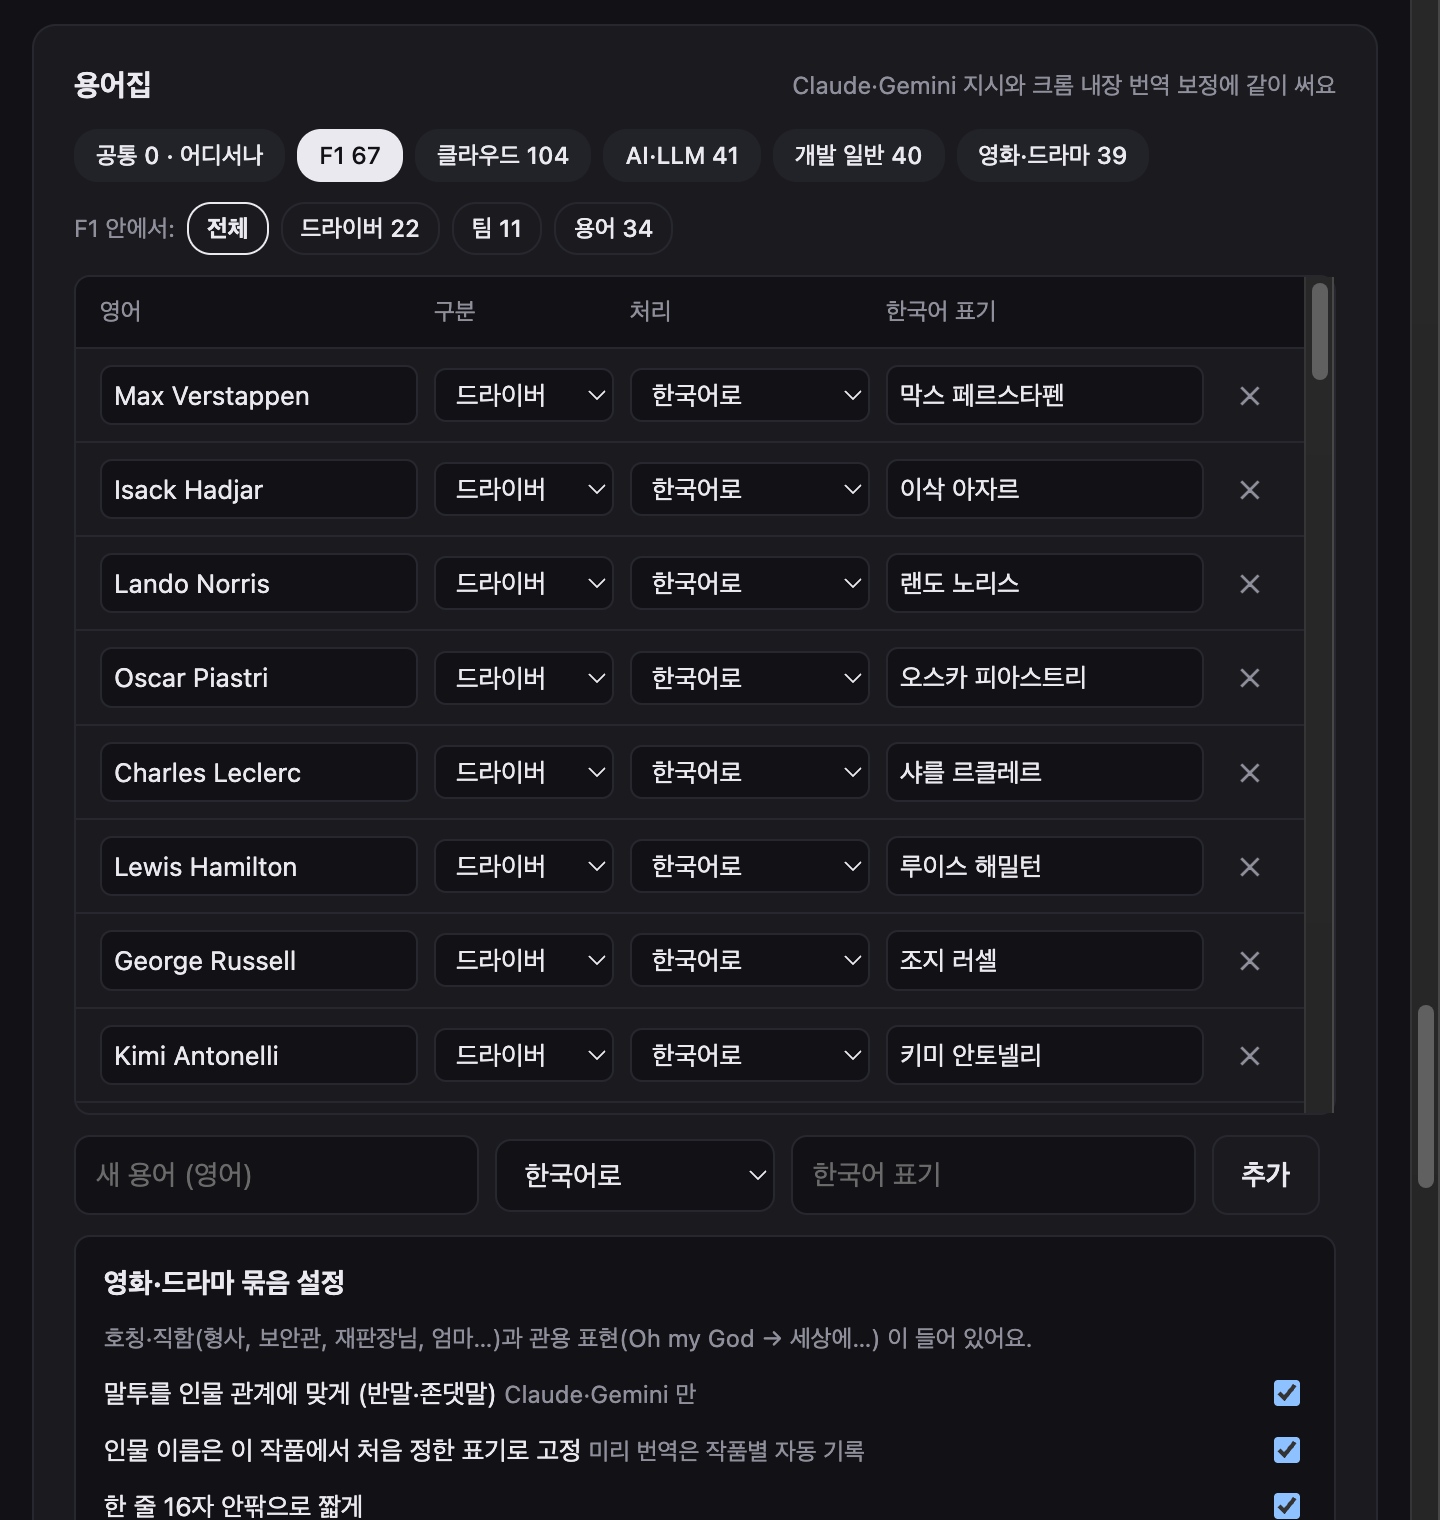 용어집
Claude·Gemini 지시와 크롬 내장 번역 보정에 같이 써요
공통 0 · 어디서나 F1 67 클라우드 104 AI·LLM 41 개발 일반 40 영화·드라마 39
F1 안에서: 전체 드라이버 22 팀 11 용어 34
영어 구분 처리 한국어 표기
Max Verstappen 드라이버 한국어로 막스 페르스타펜
Isack Hadjar 드라이버 한국어로 이삭 아자르
Lando Norris 드라이버 한국어로 랜도 노리스
Oscar Piastri 드라이버 한국어로 오스카 피아스트리
Charles Leclerc 드라이버 한국어로 샤를 르클레르
Lewis Hamilton 드라이버 한국어로 루이스 해밀턴
George Russell 드라이버 한국어로 조지 러셀
Kimi Antonelli 드라이버 한국어로 키미 안토넬리
새 용어 (영어) 한국어로 한국어 표기 추가
영화·드라마 묶음 설정
호칭·직함(형사, 보안관, 재판장님, 엄마…)과 관용 표현(Oh my God → 세상에…) 이 들어 있어요.
말투를 인물 관계에 맞게 (반말·존댓말) Claude·Gemini 만
인물 이름은 이 작품에서 처음 정한 표기로 고정 미리 번역은 작품별 자동 기록
한 줄 16자 안팎으로 짧게